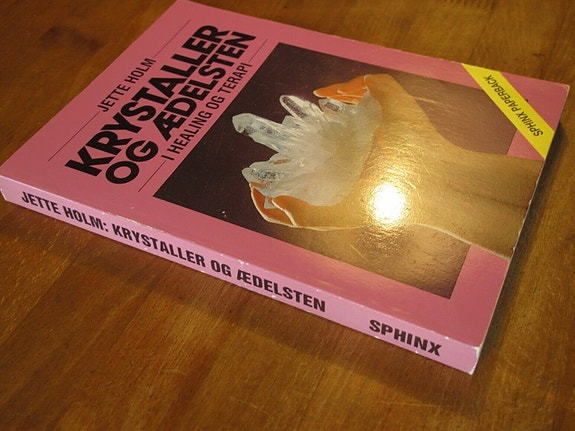 JETTE HOLM
KRYSTALLER
OG ÆDELSTEN
I HEALING OG TERAPI
SPHINX PAPERBACK
JETTE HOLM: KRYSTALLER OG ÆDELSTEN
SPHINX